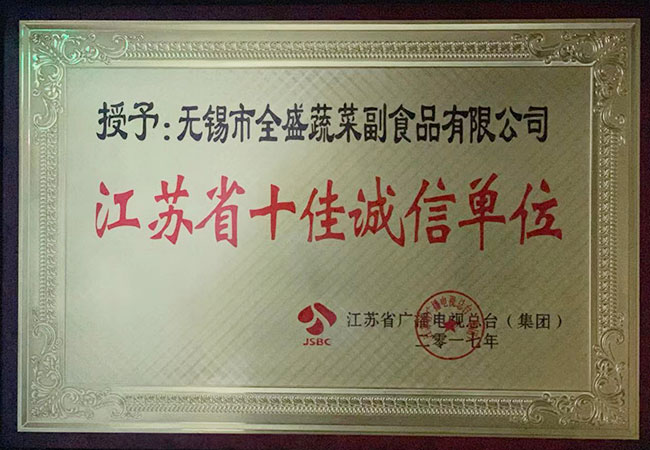 授予：无锡市全盛蔬菜副食品有限公司
江苏省十佳诚信单位
JSBC
江苏省广播电视总台（集团）
二零一七年